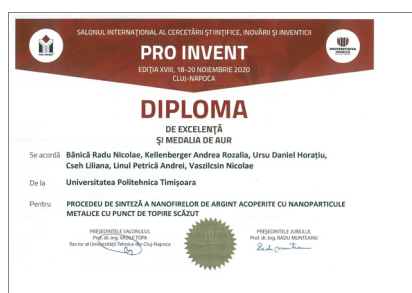 SALONUL INTERNAȚIONAL AL CERCETĂRII ȘTIINȚIFICE, INOVĂRII ȘI INVENTICII
PRO INVENT
EDIȚIA XVIII, 18-20 NOIEMBRIE 2020
CLUJ-NAPOCA
UNIVERSITATEA
TEHNICĂ
DIPLOMA
DE EXCELENȚĂ
ȘI MEDALIA DE AUR
Se acordă Bănică Radu Nicolae, Kellenberger Andrea Rozalia, Ursu Daniel Horațiu,
Cseh Liliana, Linul Petrică Andrei, Vaszilcsin Nicolae
De la Universitatea Politehnica Timișoara
Pentru PROCEDEU DE SINTEZĂ A NANOFIRELOR DE ARGINT ACOPERITE CU NANOPARTICULE
METALICE CU PUNCT DE TOPIRE SCĂZUT
PREȘEDINTELE SALONULUI
Prof. dr. ing. VASILE ȚOPA
Rector al Universității Tehnice din Cluj-Napoca
PREȘEDINTELE JURIULUI
Prof. dr. ing. RADU MUNTEANU